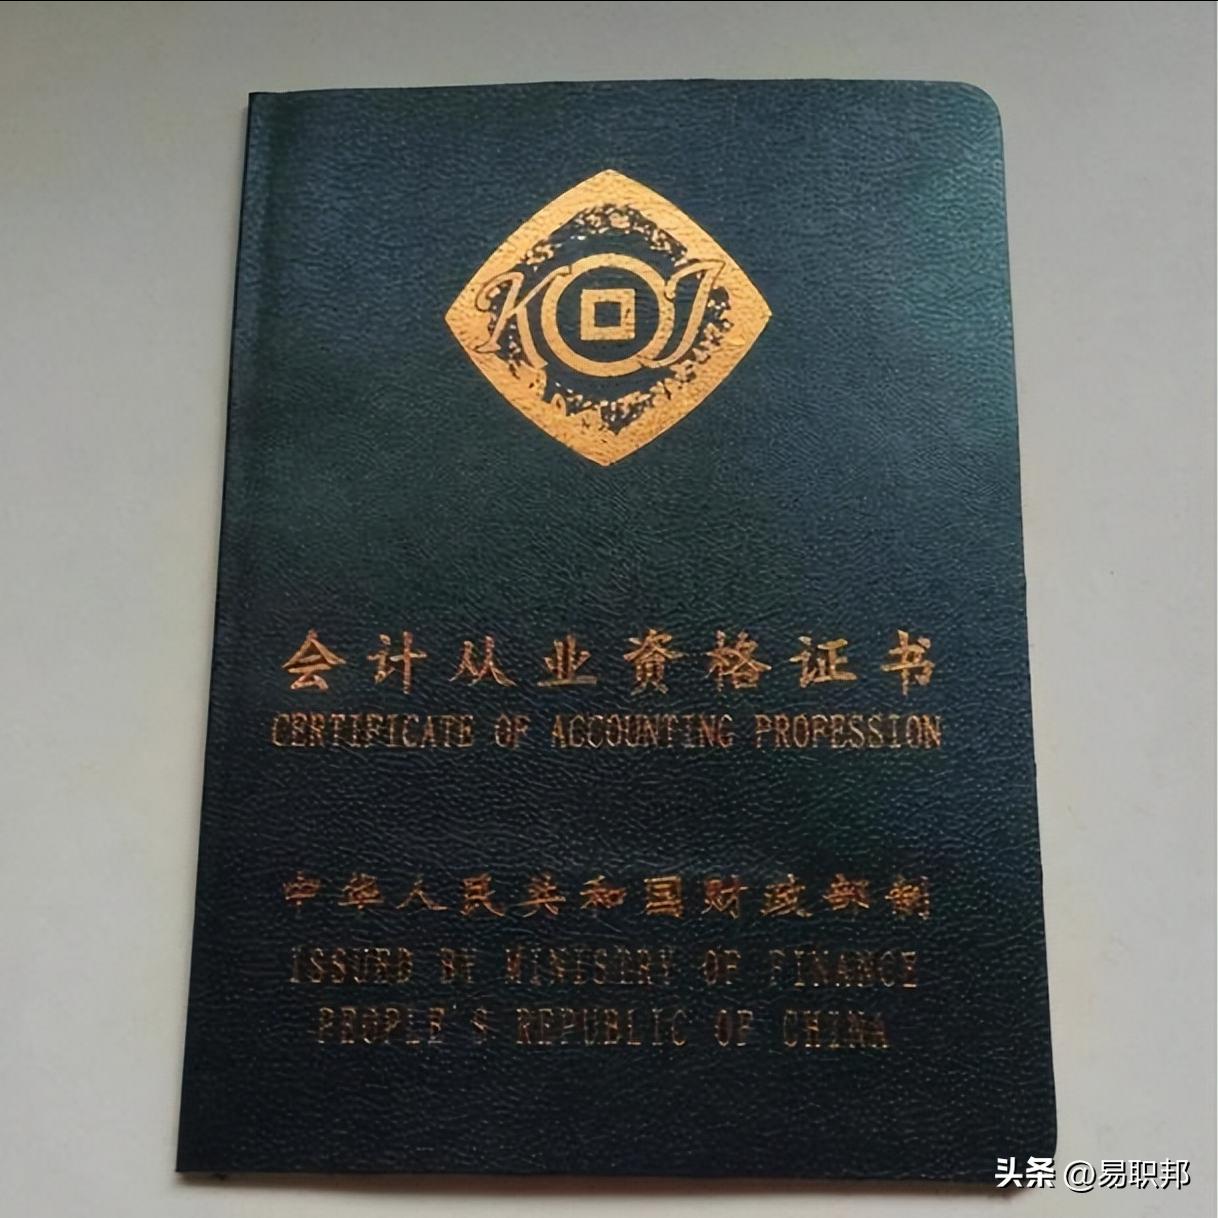 KJ
会计从业资格证书
CERTIFICATE OF ACCOUNTING PROFESSION
中华人民共和国财政部制
ISSUED BY MINISTRY OF FINANCE
PEOPLE'S REPUBLIC OF CHINA
头条 @易职邦